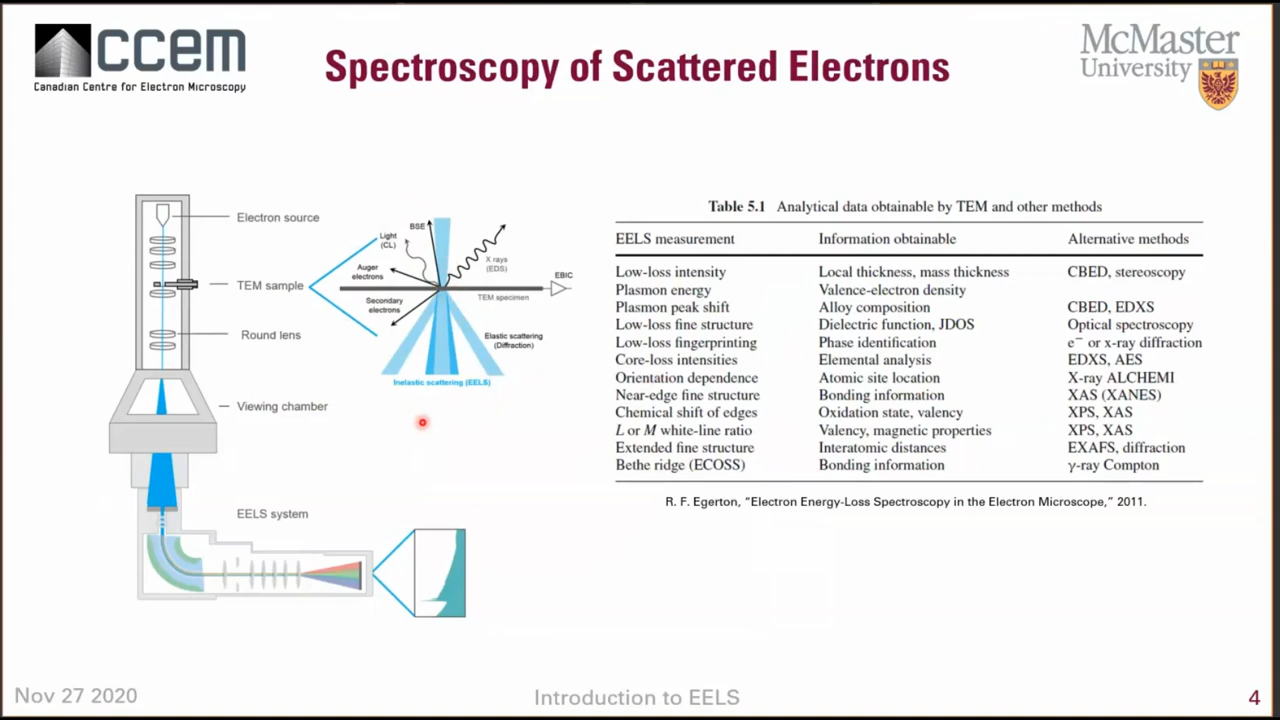 ccem
Canadian Centre for Electron Microscopy
Spectroscopy of Scattered Electrons
McMaster
University
Electron source
TEM sample
Round lens
Viewing chamber
EELS system
BSE
Light
(CL)
Auger
electrons
Secondary
electrons
X rays
(EDS)
EBIC
TEM specimen
Elastic scattering
(Diffraction)
Inelastic scattering (EELS)
Table 5.1 Analytical data obtainable by TEM and other methods
EELS measurement Information obtainable Alternative methods
Low-loss intensity Local thickness, mass thickness CBED, stereoscopy
Plasmon energy Valence-electron density
Plasmon peak shift Alloy composition CBED, EDXS
Low-loss fine structure Dielectric function, JDOS Optical spectroscopy
Low-loss fingerprinting Phase identification e⁻ or x-ray diffraction
Core-loss intensities Elemental analysis EDXS, AES
Orientation dependence Atomic site location X-ray ALCHEMI
Near-edge fine structure Bonding information XAS (XANES)
Chemical shift of edges Oxidation state, valency XPS, XAS
L or M white-line ratio Valency, magnetic properties XPS, XAS
Extended fine structure Interatomic distances EXAFS, diffraction
Bethe ridge (ECOSS) Bonding information γ-ray Compton
R. F. Egerton, "Electron Energy-Loss Spectroscopy in the Electron Microscope," 2011.
Nov 27 2020
Introduction to EELS
4